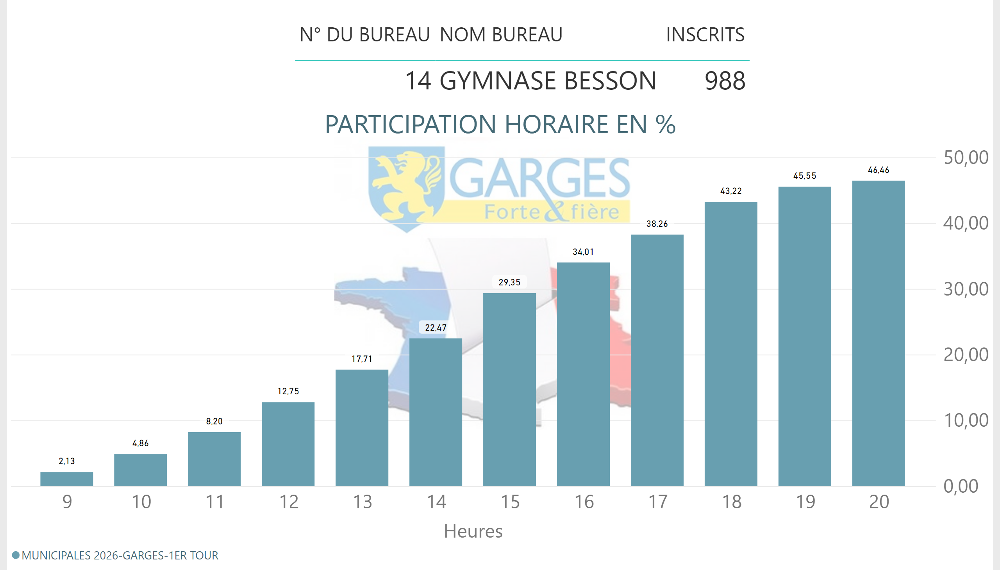 N° DU BUREAU NOM BUREAU INSCRITS
14 GYMNASE BESSON 988
PARTICIPATION HORAIRE EN %
GARGES
Forte & fière
50,00
40,00
30,00
20,00
10,00
0,00
2,13
4,86
8,20
12,75
17,71
22,47
29,35
34,01
38,26
43,22
45,55
46,46
9 10 11 12 13 14 15 16 17 18 19 20
Heures
MUNICIPALES 2026-GARGES-1ER TOUR